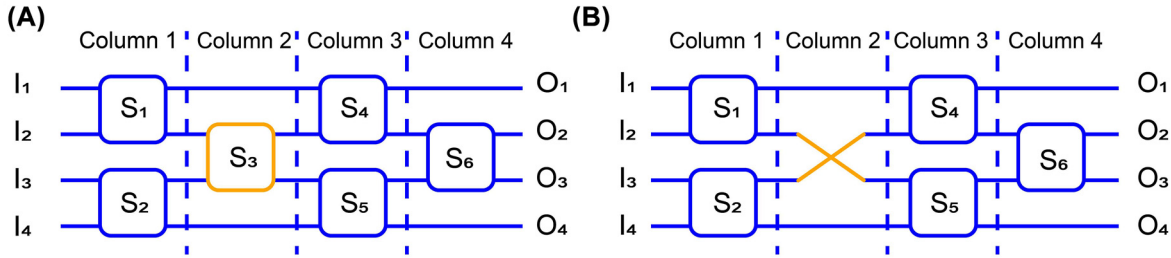 (A)
Column 1 Column 2 Column 3 Column 4
I₁ S₁ S₄ O₁
I₂ S₃ S₆ O₂
I₃ S₂ S₅ O₃
I₄ O₄
(B)
Column 1 Column 2 Column 3 Column 4
I₁ S₁ S₄ O₁
I₂ S₆ O₂
I₃ S₂ S₅ O₃
I₄ O₄